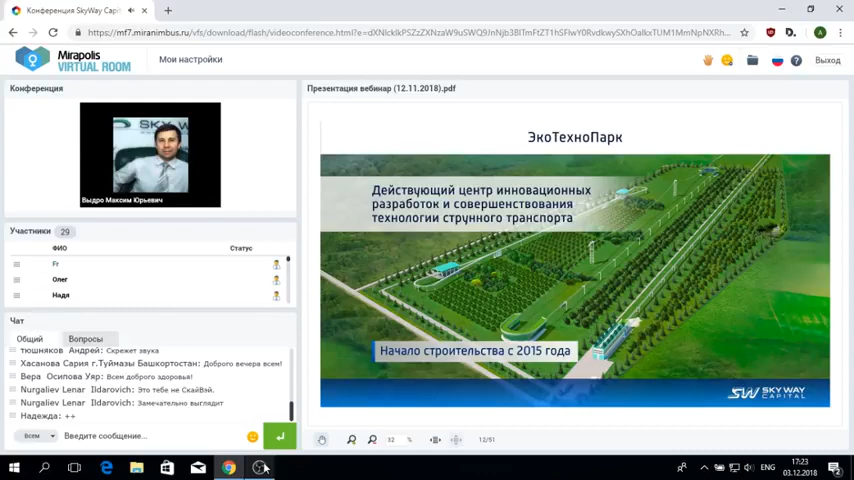 Конференция SkyWay Capi
https://mf7.miranimbus.ru/vfs/download/flash/videoconference.html?e=
Mirapolis
VIRTUAL ROOM
Мои настройки
Выход
Конференция
Презентация вебинар (12.11.2018).pdf
SKY W
Выдро Максим Юрьевич
Участники 29
ФИО Статус
Fr
Олег
Надя
Чат
Общий Вопросы
тюшняков Андрей: Скрежет звука
Хасанова Сария г.Туймазы Башкортостан: Доброго вечера всем!
Вера Осипова Уяр: Всем доброго здоровья!
Nurgaliev Lenar Ildarovich: Это тебе не СкайВэй.
Nurgaliev Lenar Ildarovich: Замечательно выглядит
Надежда: ++
Всем Введите сообщение...
ЭкоТехноПарк
Действующий центр инновационных
разработок и совершенствования
технологии струнного транспорта
Начало строительства с 2015 года
SW SKY WAY
CAPITAL
32 % 12/51
ENG
17:23
03.12.2018
2